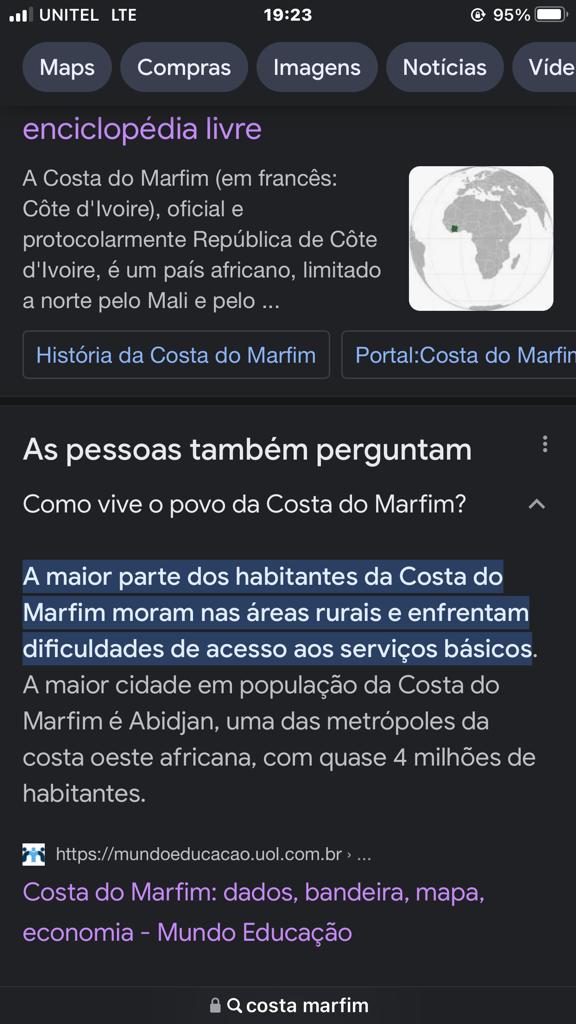 UNITEL LTE 19:23 95%
Maps Compras Imagens Notícias Víde
enciclopédia livre
A Costa do Marfim (em francês:
Côte d'Ivoire), oficial e
protocolarmente República de Côte
d'Ivoire, é um país africano, limitado
a norte pelo Mali e pelo ...
História da Costa do Marfim Portal:Costa do Marfin
As pessoas também perguntam
Como vive o povo da Costa do Marfim?
A maior parte dos habitantes da Costa do
Marfim moram nas áreas rurais e enfrentam
dificuldades de acesso aos serviços básicos.
A maior cidade em população da Costa do
Marfim é Abidjan, uma das metrópoles da
costa oeste africana, com quase 4 milhões de
habitantes.
https://mundoeducacao.uol.com.br › ...
Costa do Marfim: dados, bandeira, mapa,
economia - Mundo Educação
costa marfim